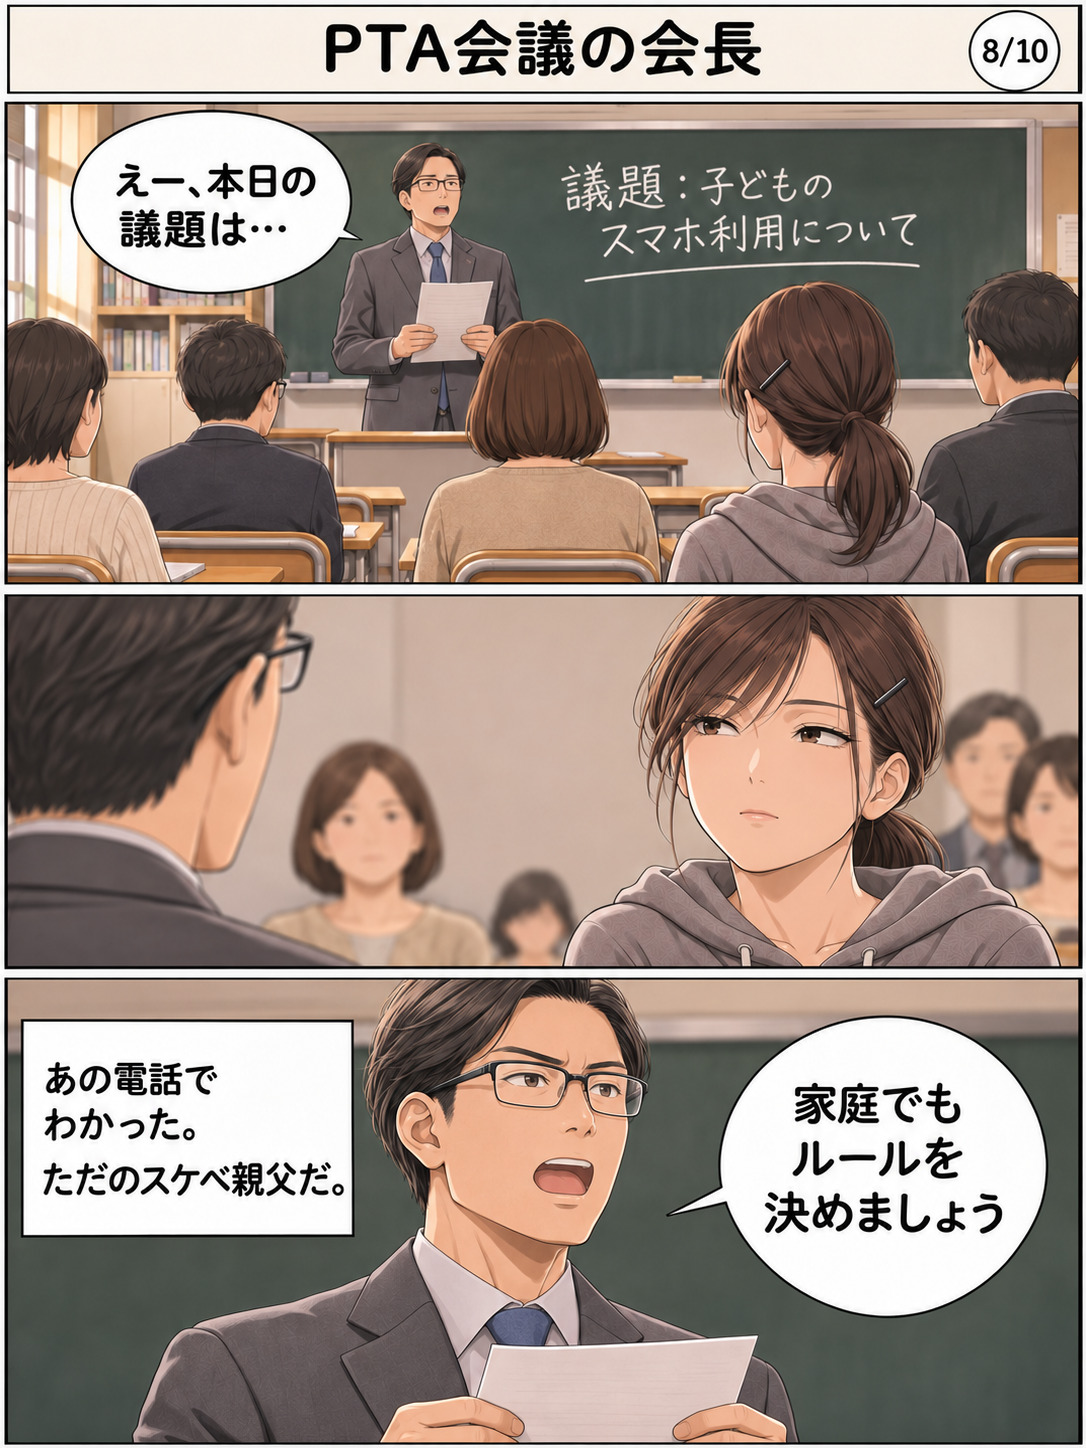 PTA会議の会長
8/10
えー、本日の
議題は…
議題：子どもの
スマホ利用について
あの電話で
わかった。
ただのスケベ親父だ。
家庭でも
ルールを
決めましょう